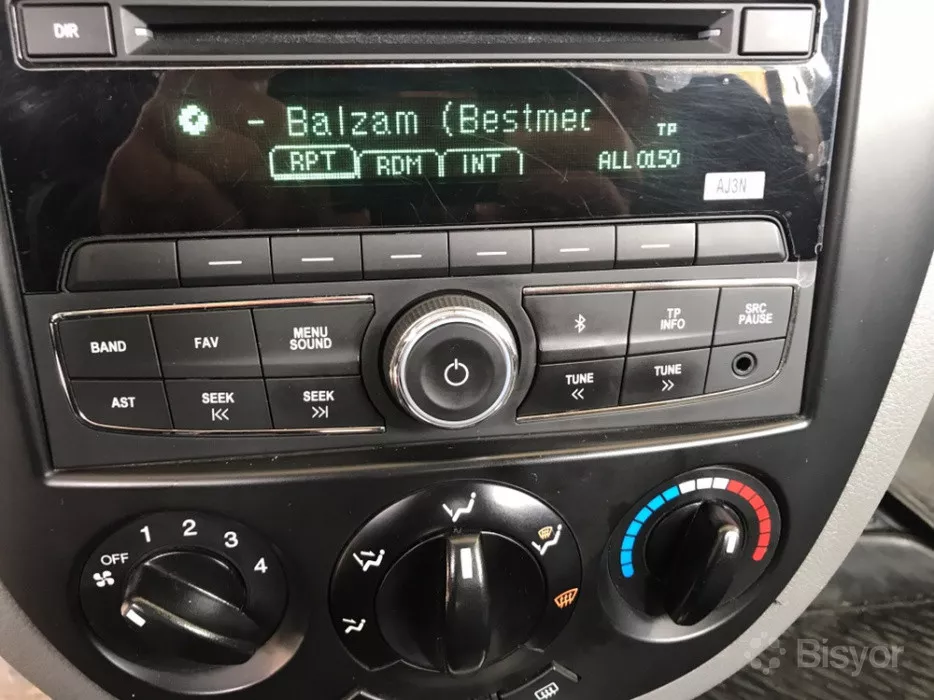 DIR
- Balzam (Bestmec
TP
RPT RDM INT ALL 0150
AJ3N
BAND FAV MENU SOUND
TP INFO SRC PAUSE
AST SEEK SEEK
TUNE TUNE
OFF 1 2 3 4
Bisyor